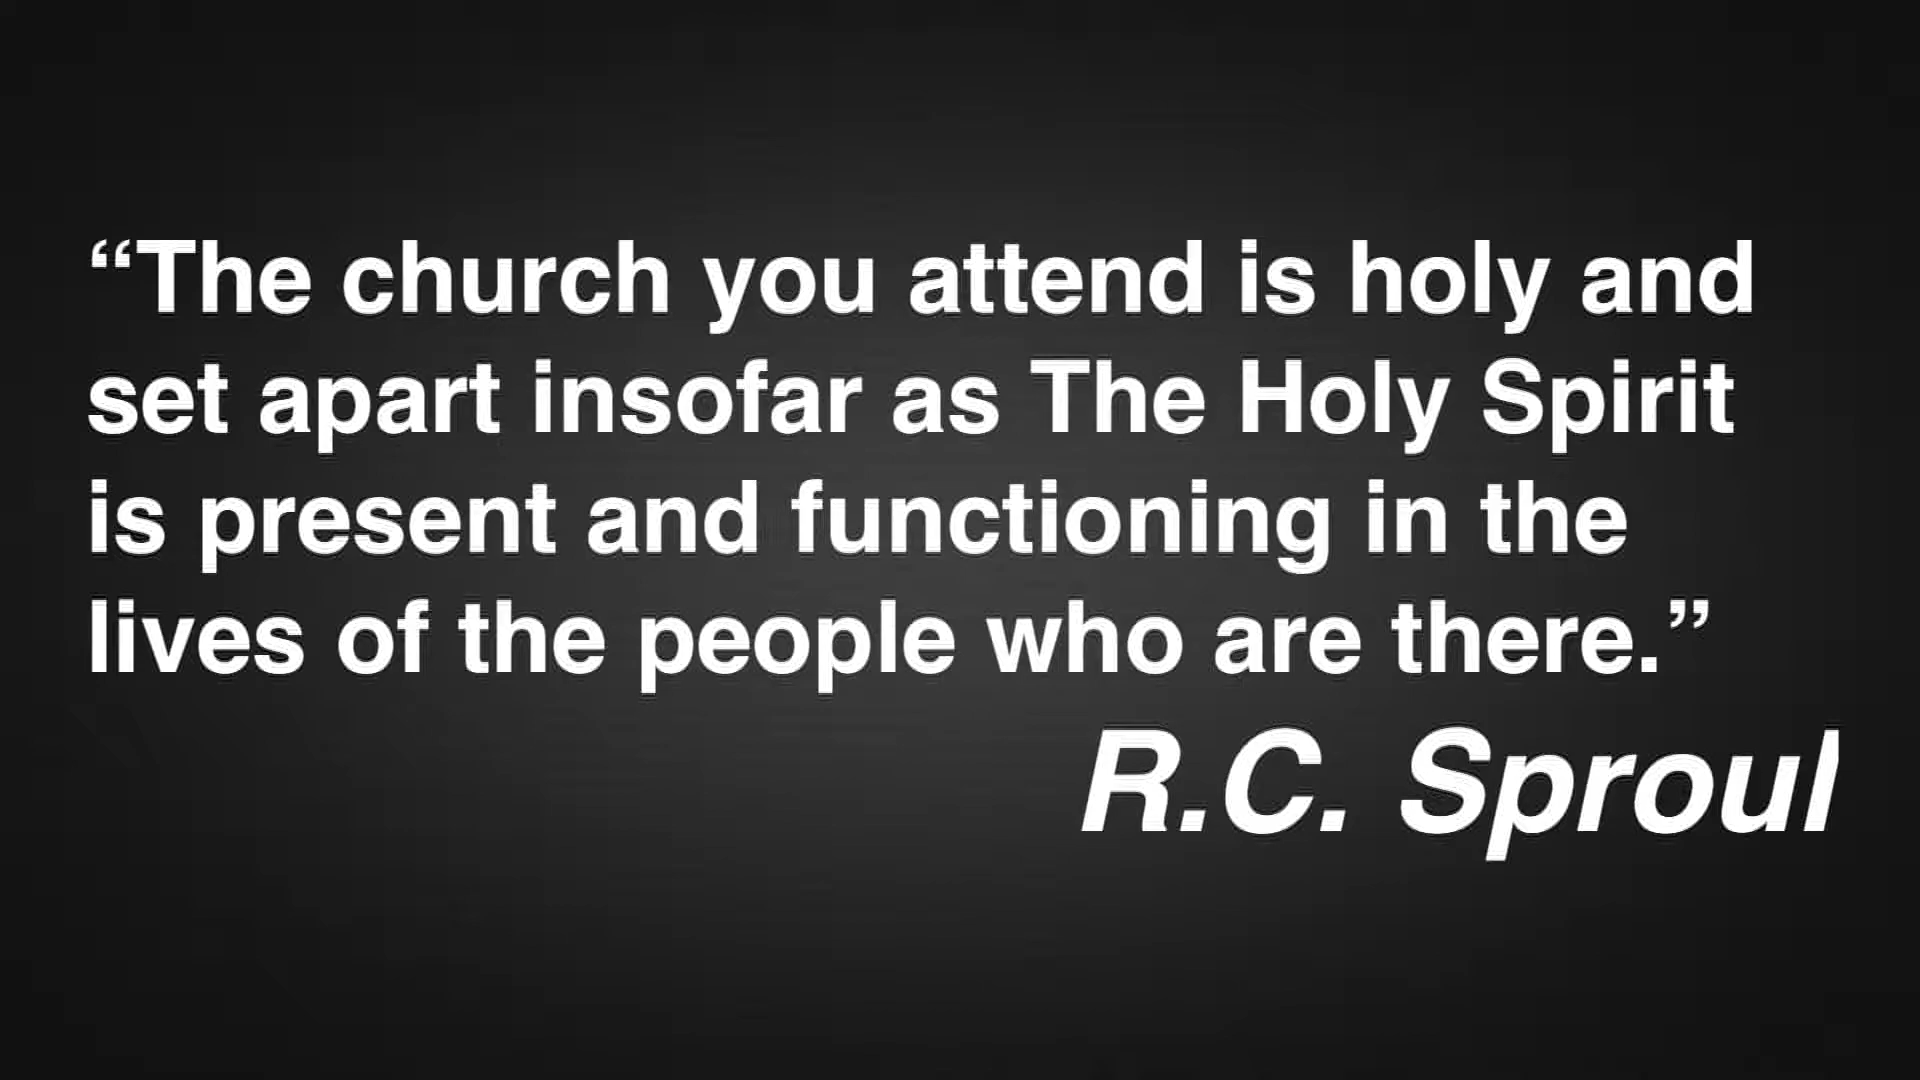 “The church you attend is holy and
set apart insofar as The Holy Spirit
is present and functioning in the
lives of the people who are there.”
R.C. Sproul